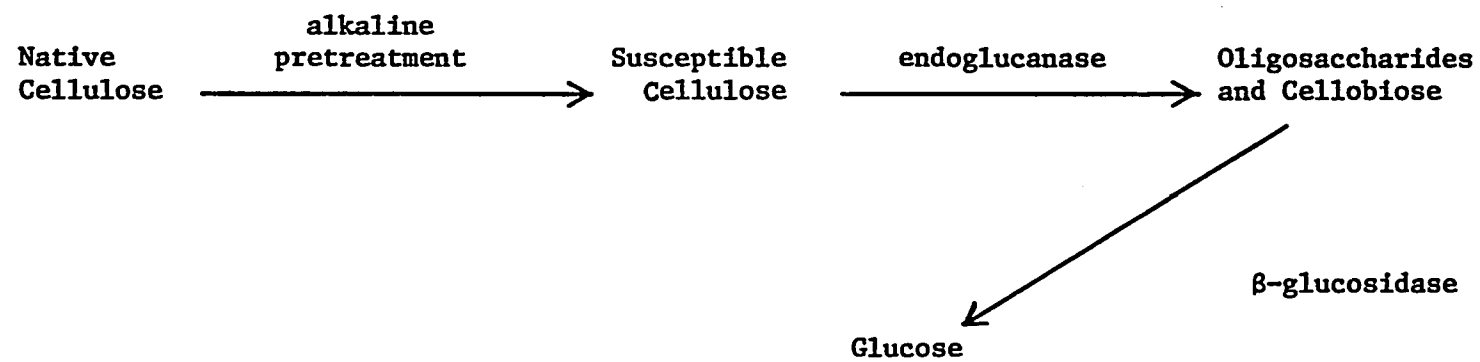 alkaline
Native pretreatment Susceptible endoglucanase Oligosaccharides
Cellulose Cellulose and Cellobiose
β-glucosidase
Glucose